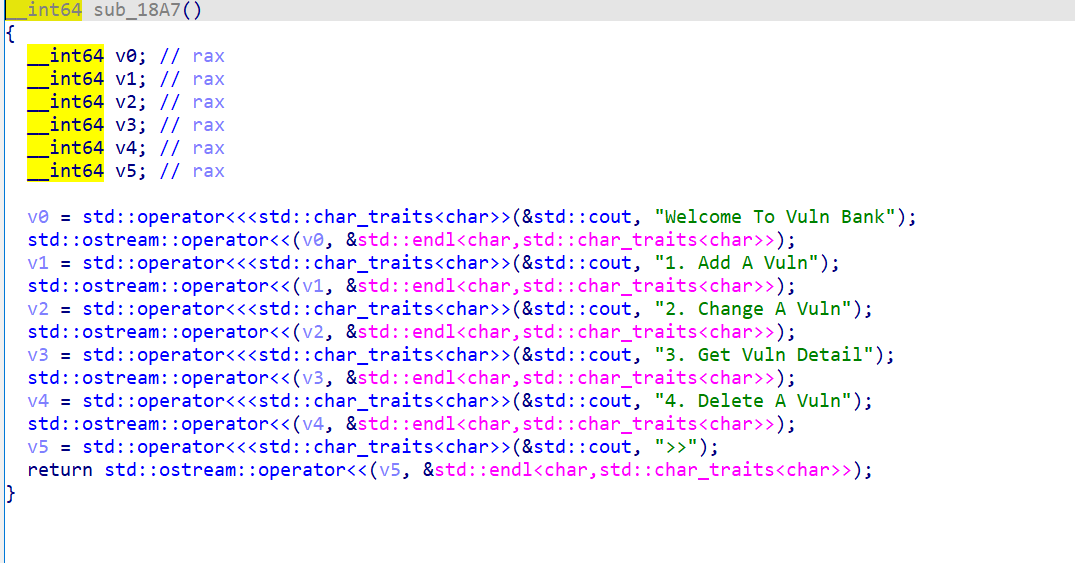 __int64 sub_18A7()
{
  __int64 v0; // rax
  __int64 v1; // rax
  __int64 v2; // rax
  __int64 v3; // rax
  __int64 v4; // rax
  __int64 v5; // rax

  v0 = std::operator<<<std::char_traits<char>>(&std::cout, "Welcome To Vuln Bank");
  std::ostream::operator<<(v0, &std::endl<char,std::char_traits<char>>);
  v1 = std::operator<<<std::char_traits<char>>(&std::cout, "1. Add A Vuln");
  std::ostream::operator<<(v1, &std::endl<char,std::char_traits<char>>);
  v2 = std::operator<<<std::char_traits<char>>(&std::cout, "2. Change A Vuln");
  std::ostream::operator<<(v2, &std::endl<char,std::char_traits<char>>);
  v3 = std::operator<<<std::char_traits<char>>(&std::cout, "3. Get Vuln Detail");
  std::ostream::operator<<(v3, &std::endl<char,std::char_traits<char>>);
  v4 = std::operator<<<std::char_traits<char>>(&std::cout, "4. Delete A Vuln");
  std::ostream::operator<<(v4, &std::endl<char,std::char_traits<char>>);
  v5 = std::operator<<<std::char_traits<char>>(&std::cout, ">>");
  return std::ostream::operator<<(v5, &std::endl<char,std::char_traits<char>>);
}